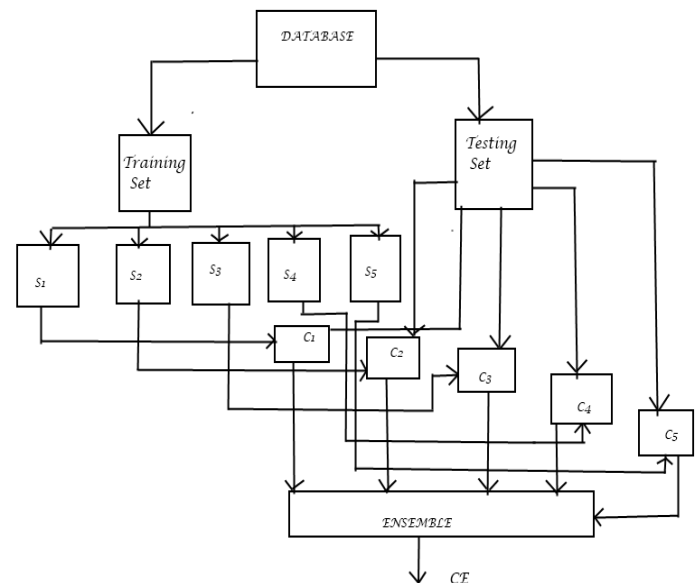 DATABASE
Training
Set
Testing
Set
S1
S2
S3
S4
S5
C1
C2
C3
C4
C5
ENSEMBLE
CE